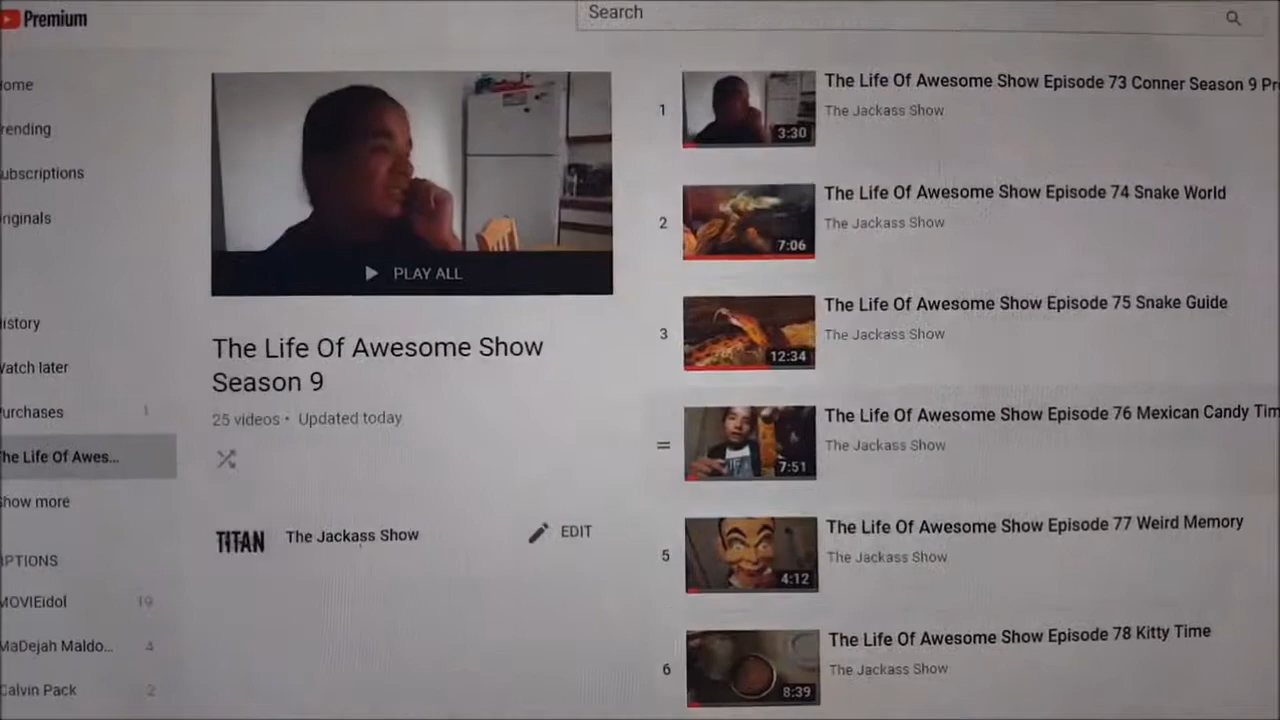 Premium
Search
ome
rending
ubscriptions
riginals
istory
atch later
urchases 1
he Life Of Awes...
how more
IPTIONS
MOVIEidol 19
MaDejah Maldo... 4
Calvin Pack 2
PLAY ALL
The Life Of Awesome Show
Season 9
25 videos • Updated today
TITAN The Jackass Show EDIT
1 3:30 The Life Of Awesome Show Episode 73 Conner Season 9 Pr
The Jackass Show
2 7:06 The Life Of Awesome Show Episode 74 Snake World
The Jackass Show
3 12:34 The Life Of Awesome Show Episode 75 Snake Guide
The Jackass Show
7:51 The Life Of Awesome Show Episode 76 Mexican Candy Tim
The Jackass Show
5 4:12 The Life Of Awesome Show Episode 77 Weird Memory
The Jackass Show
6 8:39 The Life Of Awesome Show Episode 78 Kitty Time
The Jackass Show